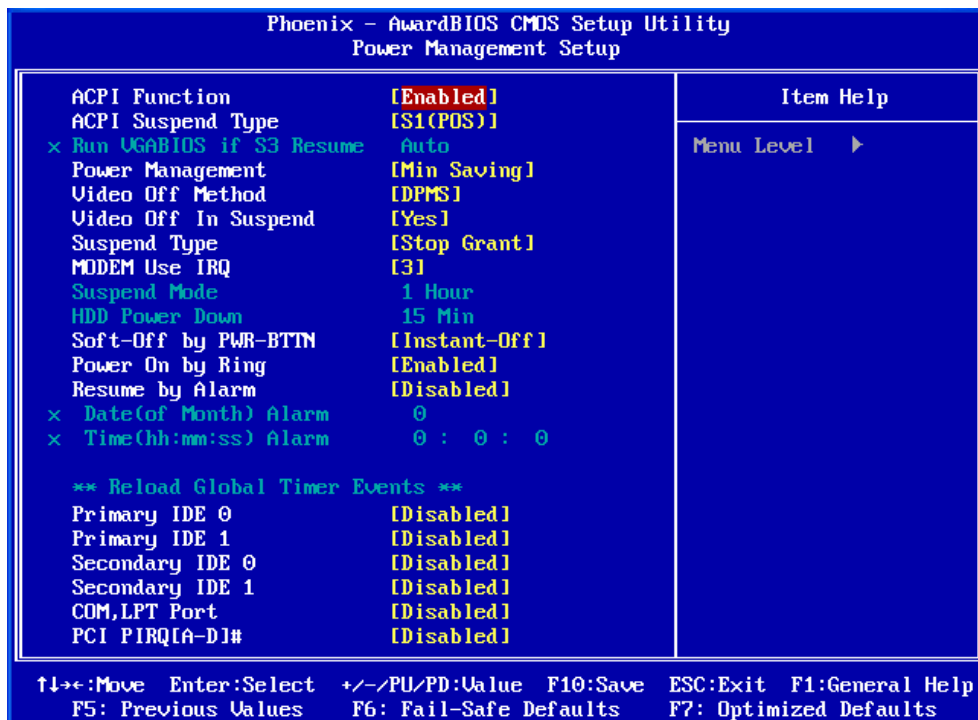 Phoenix - AwardBIOS CMOS Setup Utility
Power Management Setup
ACPI Function [Enabled]
ACPI Suspend Type [S1(POS)]
x Run VGABIOS if S3 Resume Auto
Power Management [Min Saving]
Video Off Method [DPMS]
Video Off In Suspend [Yes]
Suspend Type [Stop Grant]
MODEM Use IRQ [3]
Suspend Mode 1 Hour
HDD Power Down 15 Min
Soft-Off by PWR-BTTN [Instant-Off]
Power On by Ring [Enabled]
Resume by Alarm [Disabled]
x Date(of Month) Alarm 0
x Time(hh:mm:ss) Alarm 0 : 0 : 0
** Reload Global Timer Events **
Primary IDE 0 [Disabled]
Primary IDE 1 [Disabled]
Secondary IDE 0 [Disabled]
Secondary IDE 1 [Disabled]
COM,LPT Port [Disabled]
PCI PIRQ[A-D]# [Disabled]
Item Help
Menu Level ▶
↑↓→←:Move Enter:Select +/-/PU/PD:Value F10:Save ESC:Exit F1:General Help
F5: Previous Values F6: Fail-Safe Defaults F7: Optimized Defaults